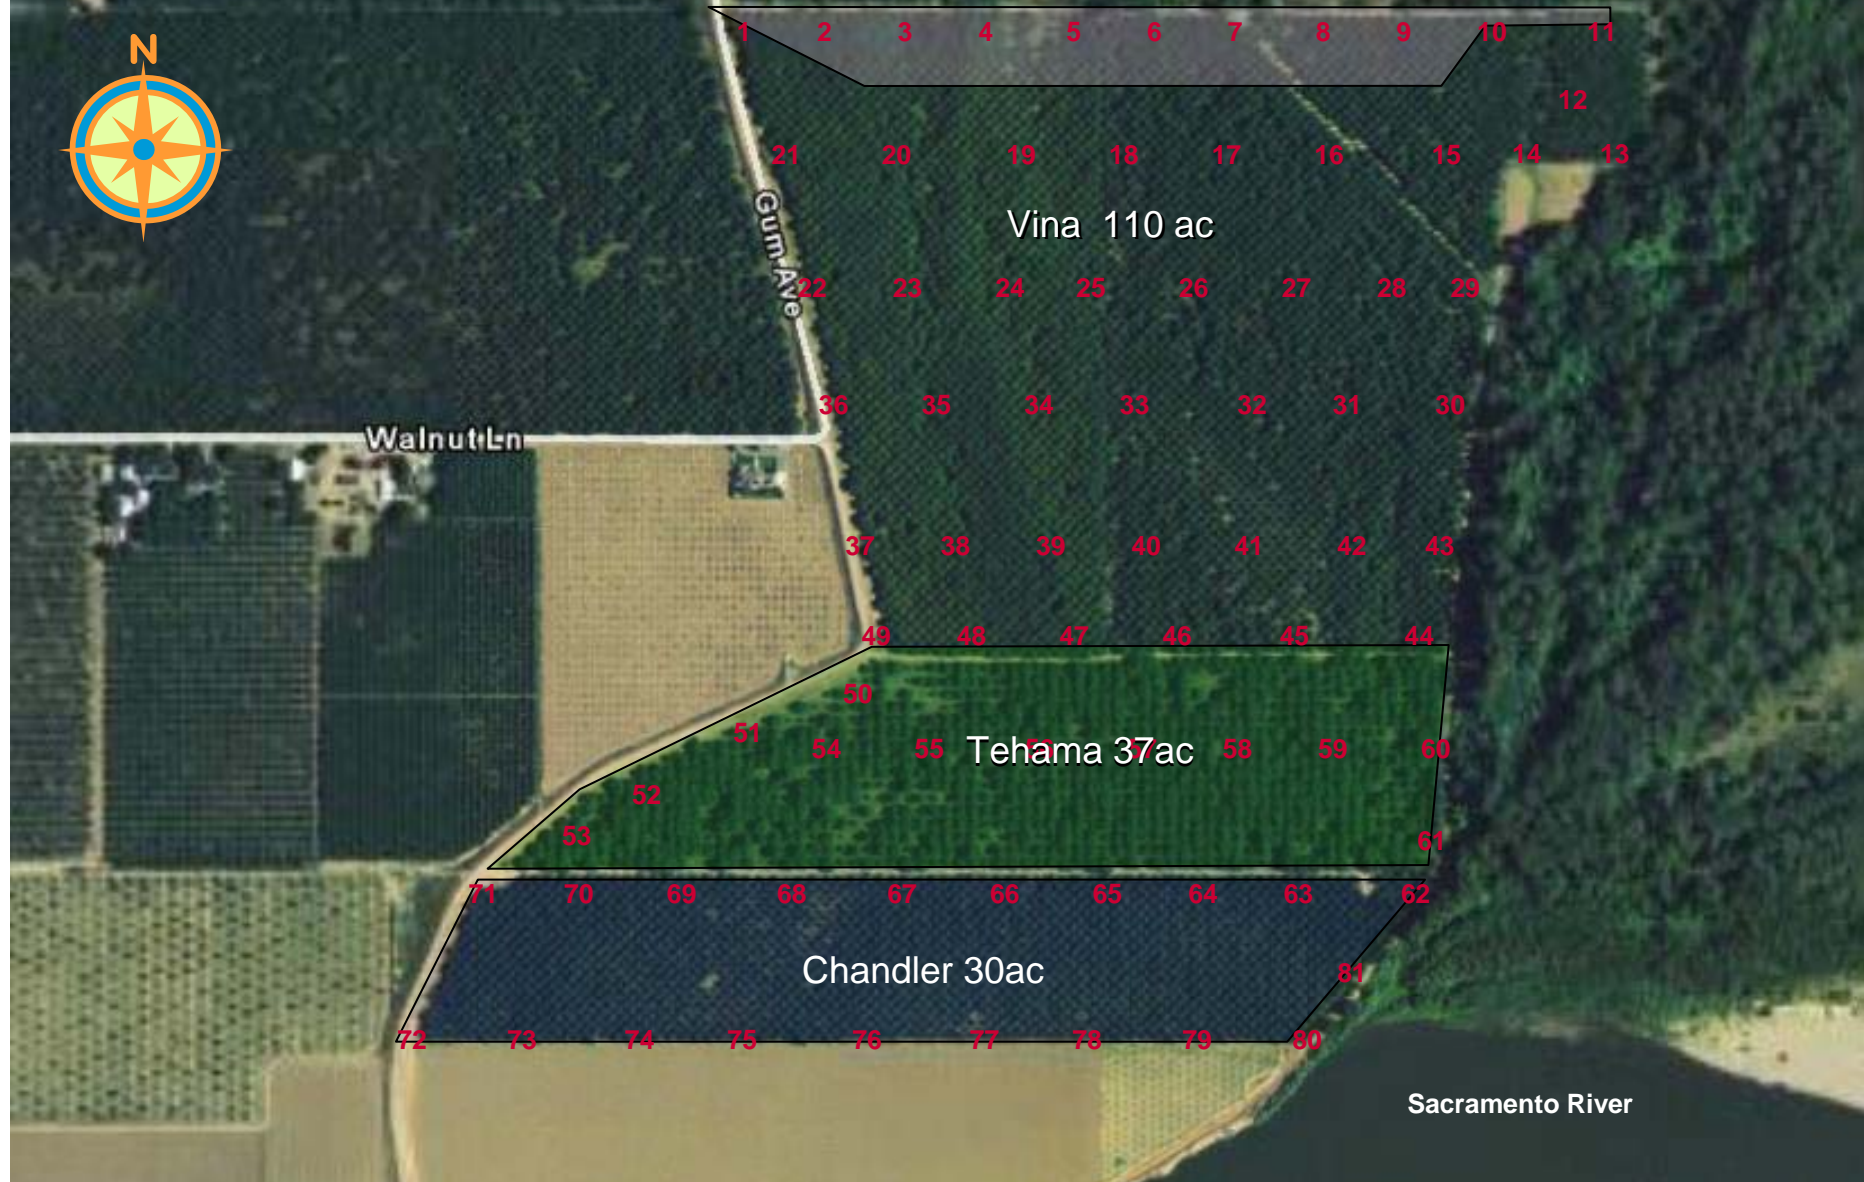 N
1 2 3 4 5 6 7 8 9 10 11
12
21 20 19 18 17 16 15 14 13
Vina 110 ac
Gum Ave
22 23 24 25 26 27 28 29
36 35 34 33 32 31 30
Walnut Ln
37 38 39 40 41 42 43
49 48 47 46 45 44
50
51
54 55 Tehama 37ac 58 59 60
52
53
61
71 70 69 68 67 66 65 64 63 62
Chandler 30ac
81
72 73 74 75 76 77 78 79 80
Sacramento River